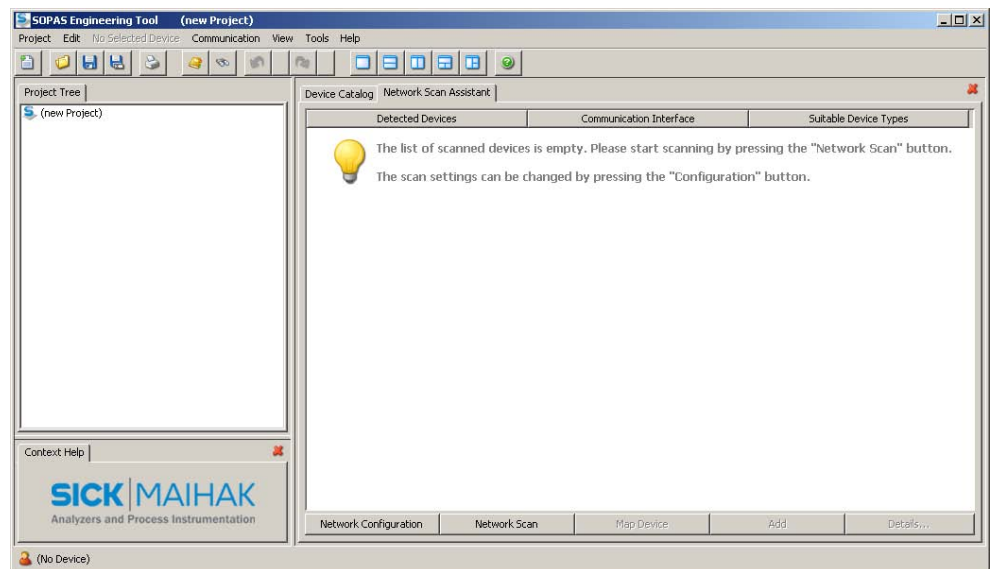 SOPAS Engineering Tool (new Project)
Project Edit No Selected Device Communication View Tools Help
Project Tree
(new Project)
Device Catalog Network Scan Assistant
Detected Devices Communication Interface Suitable Device Types
The list of scanned devices is empty. Please start scanning by pressing the "Network Scan" button.
The scan settings can be changed by pressing the "Configuration" button.
Context Help
SICK MAIHAK
Analyzers and Process Instrumentation
Network Configuration Network Scan Map Device Add Details...
(No Device)